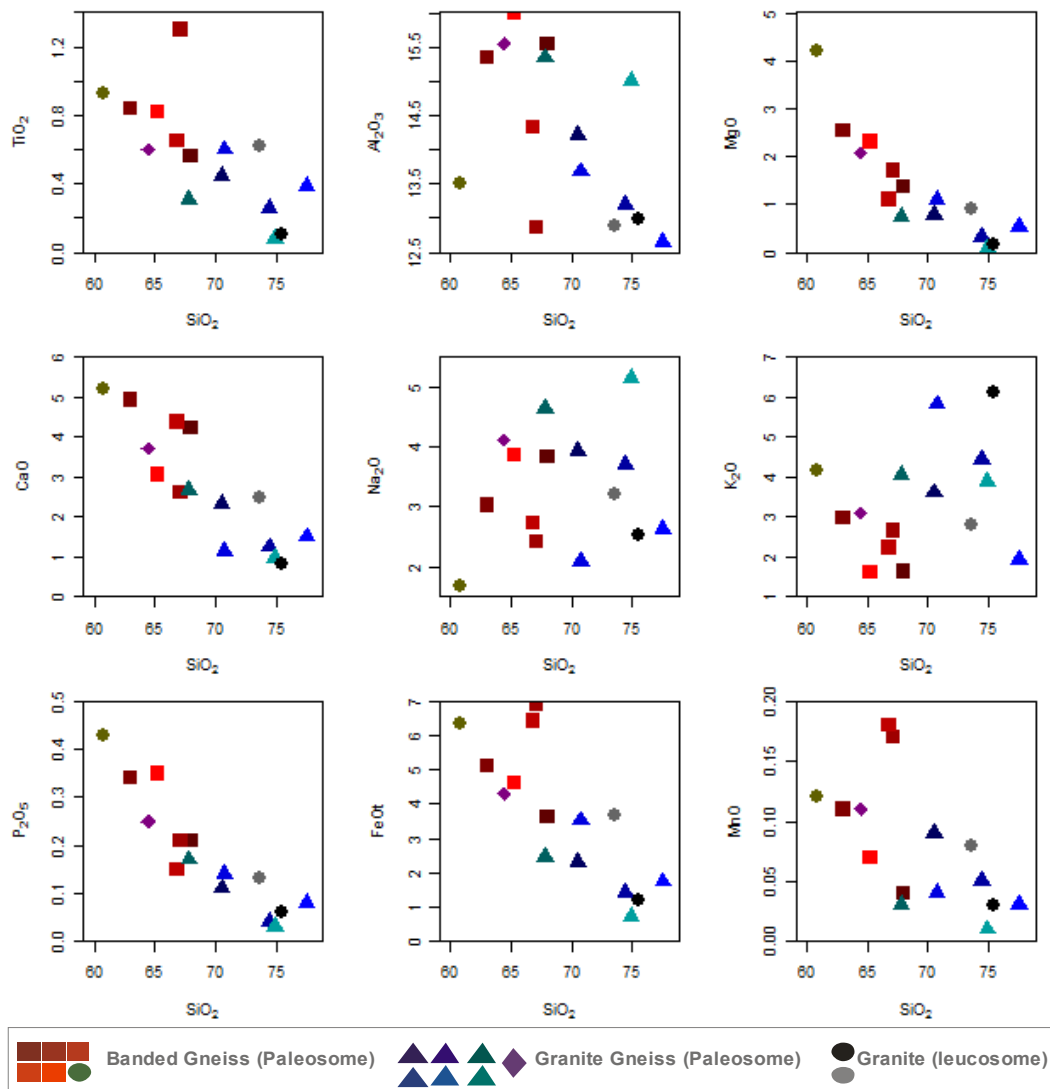 TiO₂
0.0 0.4 0.8 1.2
60 65 70 75
SiO₂
Al₂O₃
12.5 13.5 14.5 15.5
60 65 70 75
SiO₂
MgO
0 1 2 3 4 5
60 65 70 75
SiO₂
CaO
0 1 2 3 4 5 6
60 65 70 75
SiO₂
Na₂O
2 3 4 5
60 65 70 75
SiO₂
K₂O
1 2 3 4 5 6 7
60 65 70 75
SiO₂
P₂O₅
0.0 0.1 0.2 0.3 0.4 0.5
60 65 70 75
SiO₂
FeOt
0 1 2 3 4 5 6 7
60 65 70 75
SiO₂
MnO
0.00 0.05 0.10 0.15 0.20
60 65 70 75
SiO₂
Banded Gneiss (Paleosome)
Granite Gneiss (Paleosome)
Granite (leucosome)